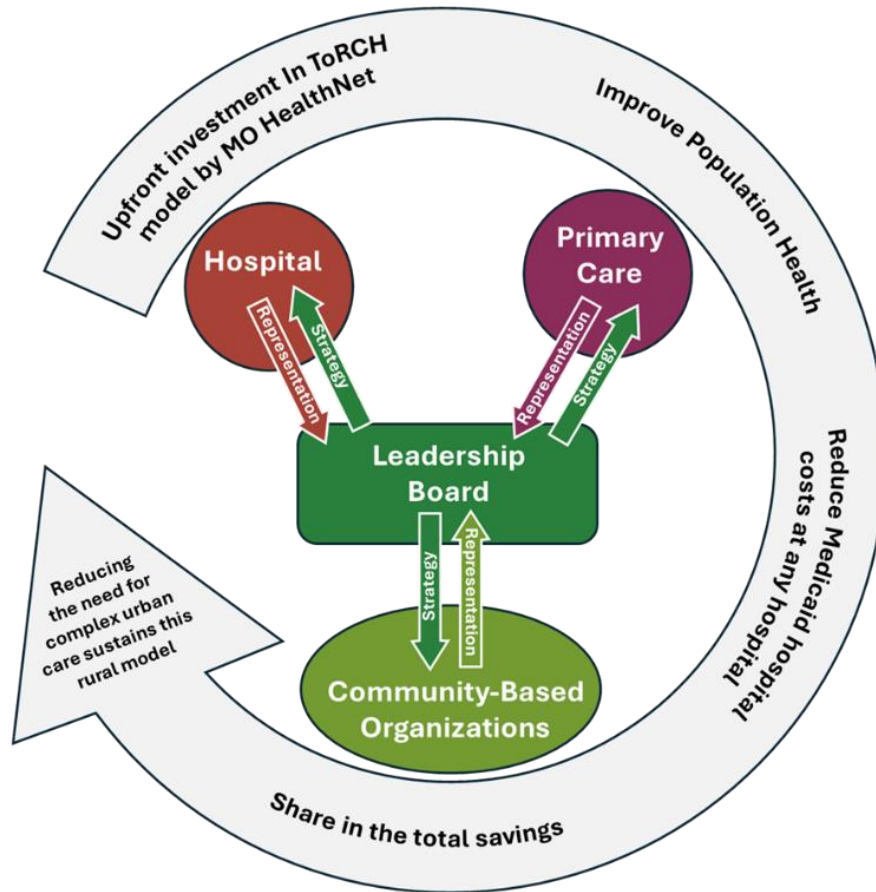 Upfront investment In ToRCH
model by MO HealthNet
Improve Population Health
Reduce Medicaid hospital
costs at any hospital
Share in the total savings
Reducing
the need for
complex urban
care sustains this
rural model
Hospital
Primary
Care
Representation
Strategy
Representation
Strategy
Leadership
Board
Strategy
Representation
Community-Based
Organizations